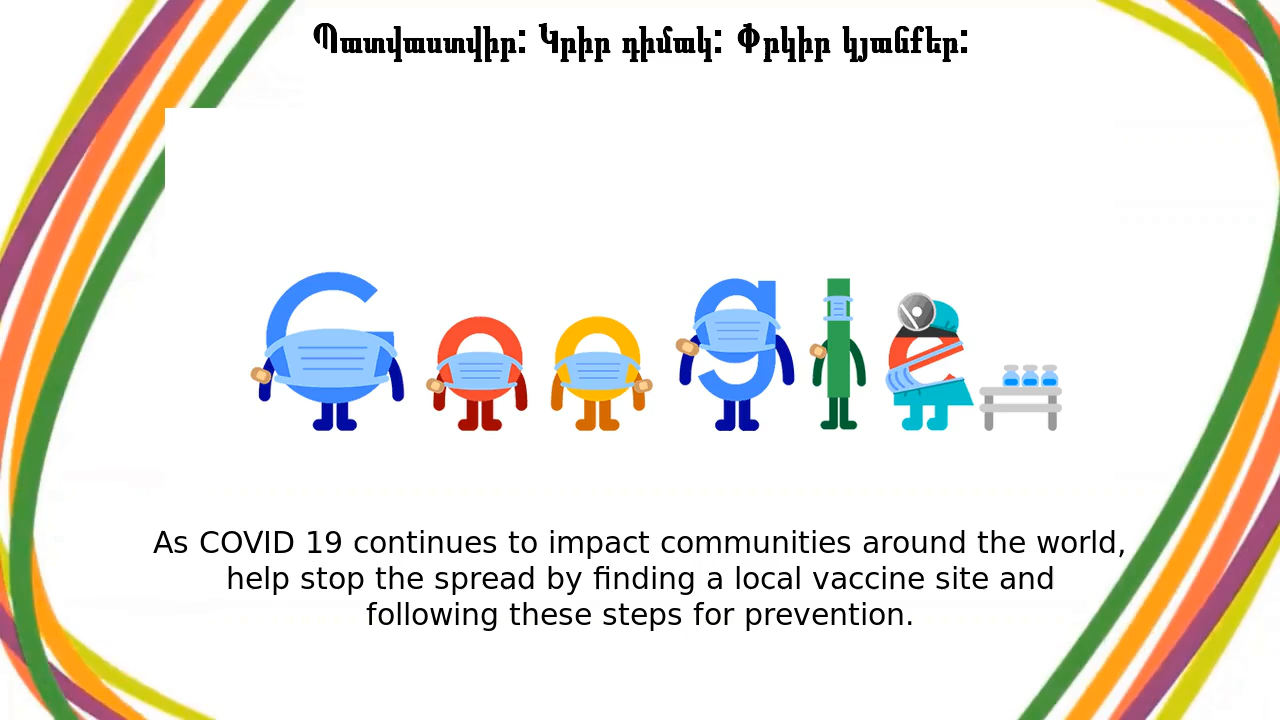 Պատվաստվիր: Կրիր դիմակ: Փրկիր կյանքեր:
Google
As COVID 19 continues to impact communities around the world,
help stop the spread by finding a local vaccine site and
following these steps for prevention.